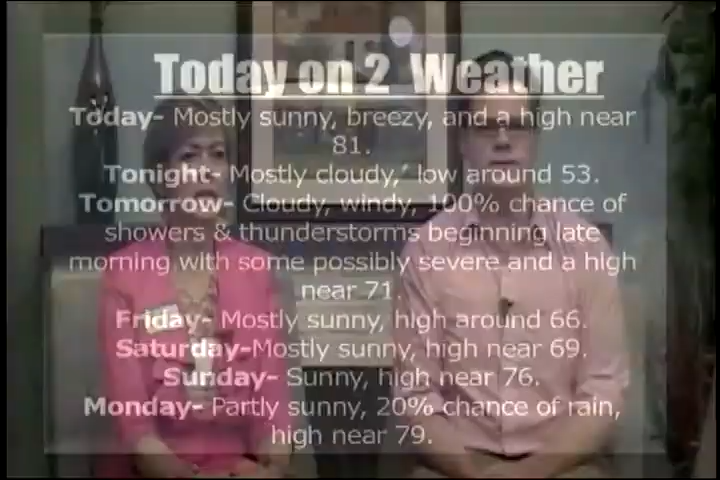 Today on 2 Weather
Today- Mostly sunny, breezy, and a high near
81.
Tonight- Mostly cloudy, low around 53.
Tomorrow- Cloudy, windy, 100% chance of
showers & thunderstorms beginning late
morning with some possibly severe and a high
near 71.
Friday- Mostly sunny, high around 66.
Saturday-Mostly sunny, high near 69.
Sunday- Sunny, high near 76.
Monday- Partly sunny, 20% chance of rain,
high near 79.